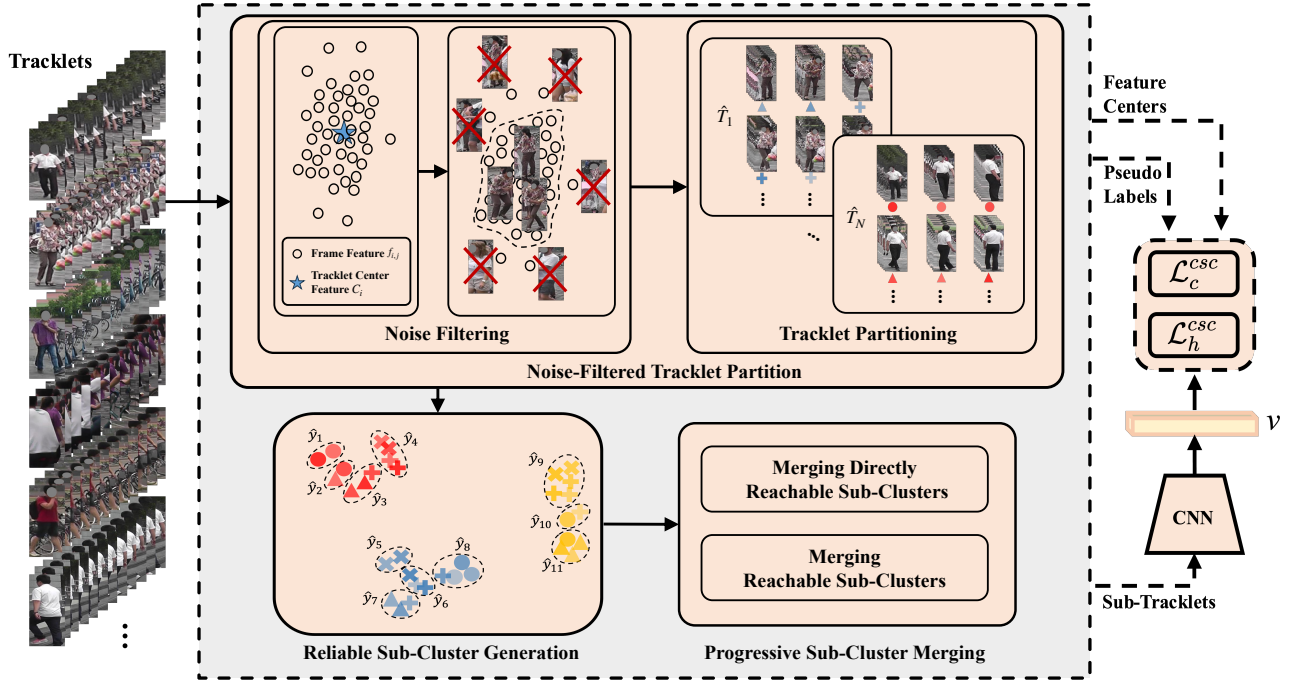 Tracklets
Frame Feature f_{i,j}
Tracklet Center
Feature C_i
Noise Filtering
T̂_1
T̂_N
Tracklet Partitioning
Noise-Filtered Tracklet Partition
ŷ_1
ŷ_2
ŷ_3
ŷ_4
ŷ_5
ŷ_6
ŷ_7
ŷ_8
ŷ_9
ŷ_10
ŷ_11
Reliable Sub-Cluster Generation
Merging Directly
Reachable Sub-Clusters
Merging
Reachable Sub-Clusters
Progressive Sub-Cluster Merging
Feature
Centers
Pseudo
Labels
ℒ_c^{csc}
ℒ_h^{csc}
𝒱
CNN
Sub-Tracklets